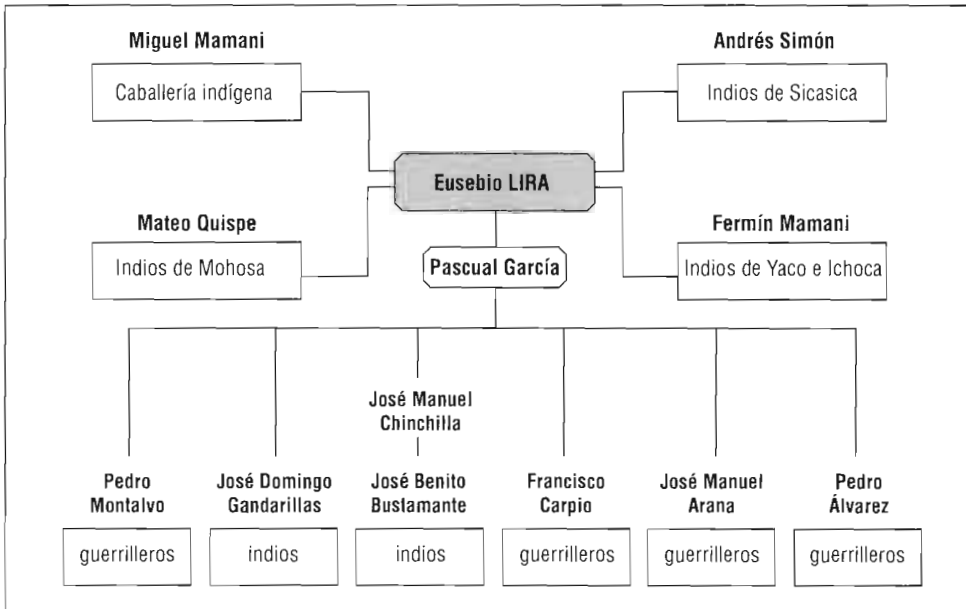 Miguel Mamani
Caballería indígena
Andrés Simón
Indios de Sicasica
Eusebio LIRA
Mateo Quispe
Indios de Mohosa
Pascual García
Fermín Mamani
Indios de Yaco e Ichoca
José Manuel
Chinchilla
Pedro
Montalvo
guerrilleros
José Domingo
Gandarillas
indios
José Benito
Bustamante
indios
Francisco
Carpio
guerrilleros
José Manuel
Arana
guerrilleros
Pedro
Álvarez
guerrilleros